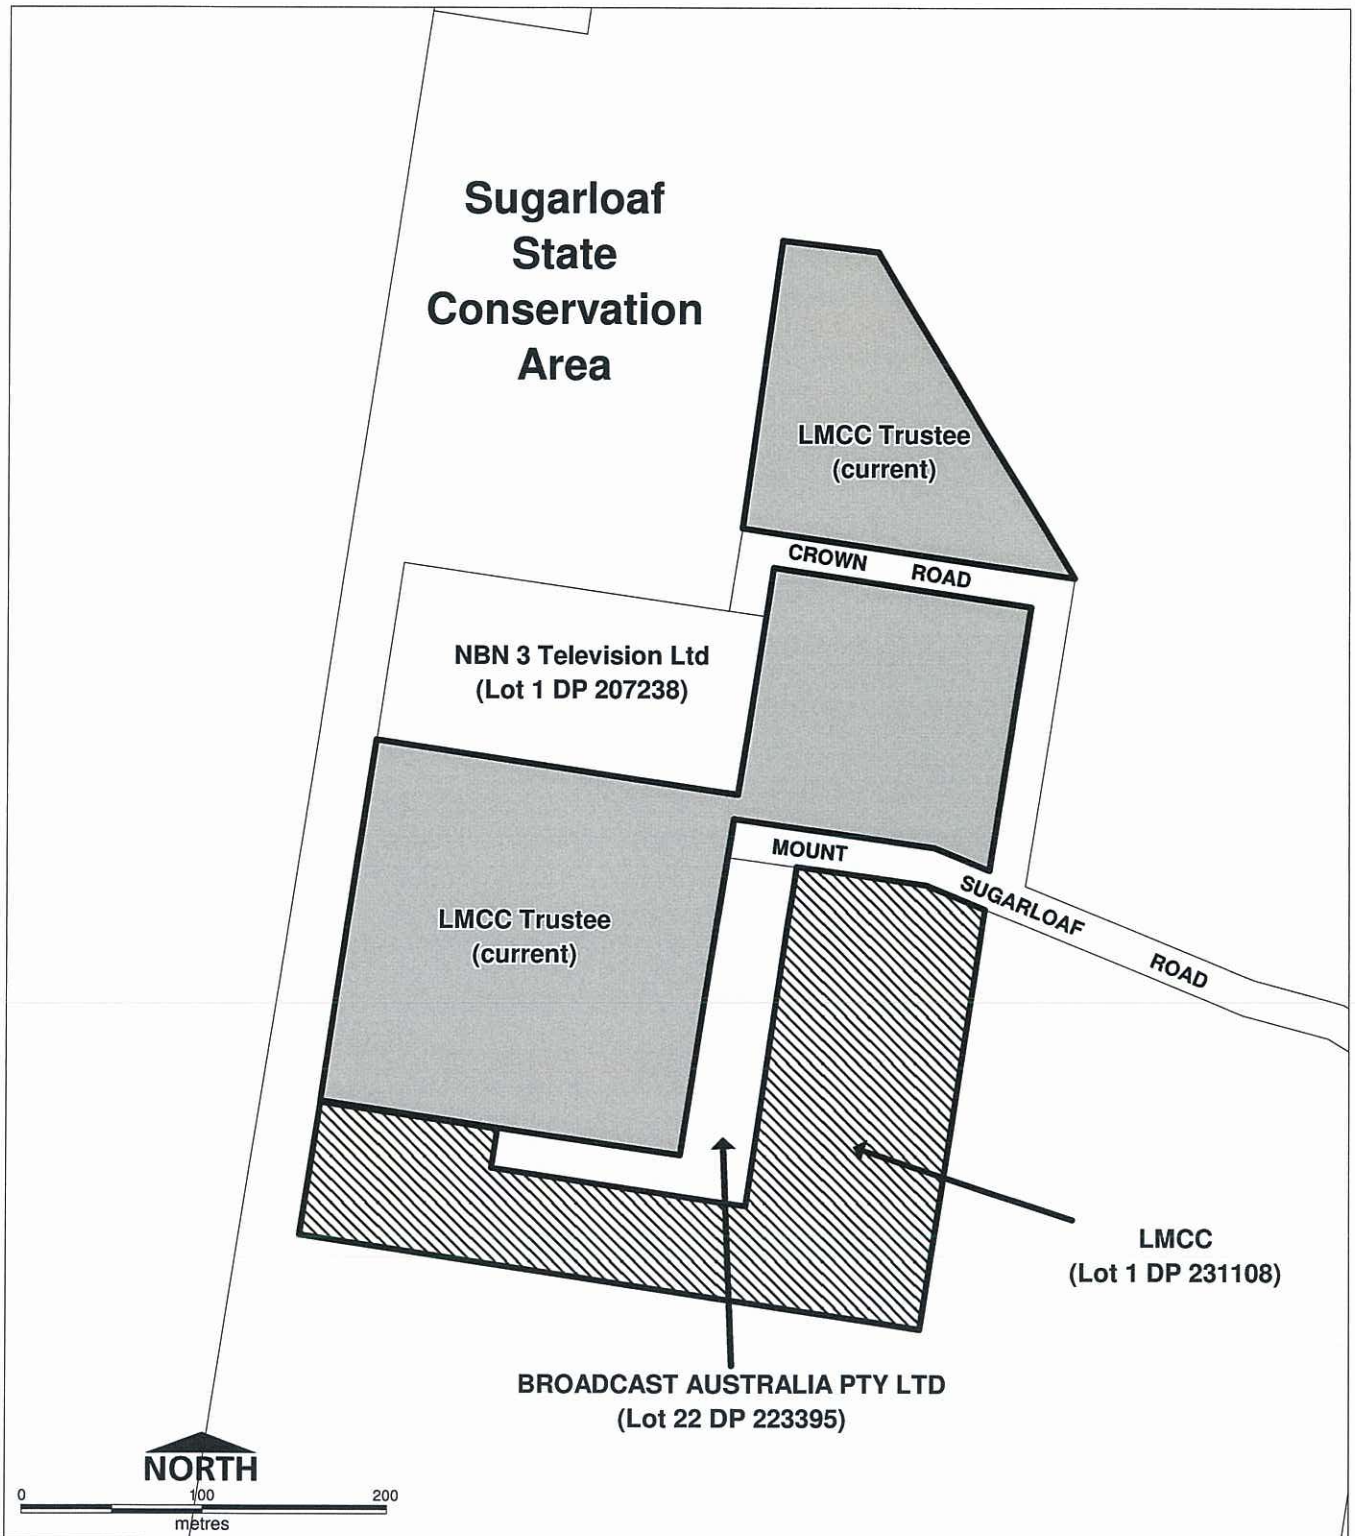 Sugarloaf
State
Conservation
Area
LMCC Trustee
(current)
CROWN ROAD
NBN 3 Television Ltd
(Lot 1 DP 207238)
MOUNT SUGARLOAF ROAD
LMCC Trustee
(current)
LMCC
(Lot 1 DP 231108)
BROADCAST AUSTRALIA PTY LTD
(Lot 22 DP 223395)
NORTH
0 100 200
metres